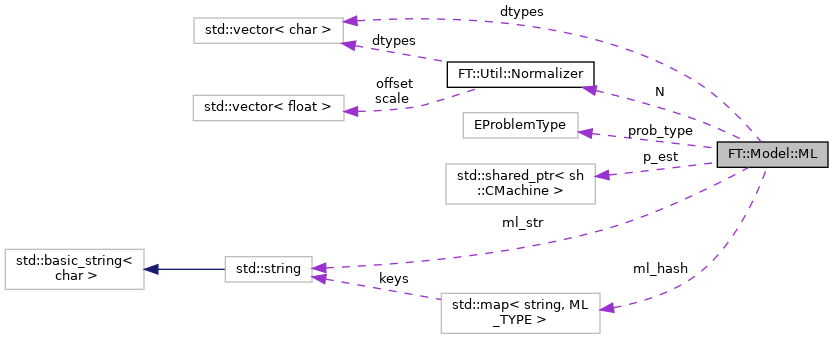 dtypes
std::vector< char >
dtypes
FT::Util::Normalizer
offset
scale
std::vector< float >
N
EProblemType
prob_type
FT::Model::ML
p_est
std::shared_ptr< sh
::CMachine >
ml_str
std::basic_string<
char >
std::string
ml_hash
keys
std::map< string, ML
_TYPE >